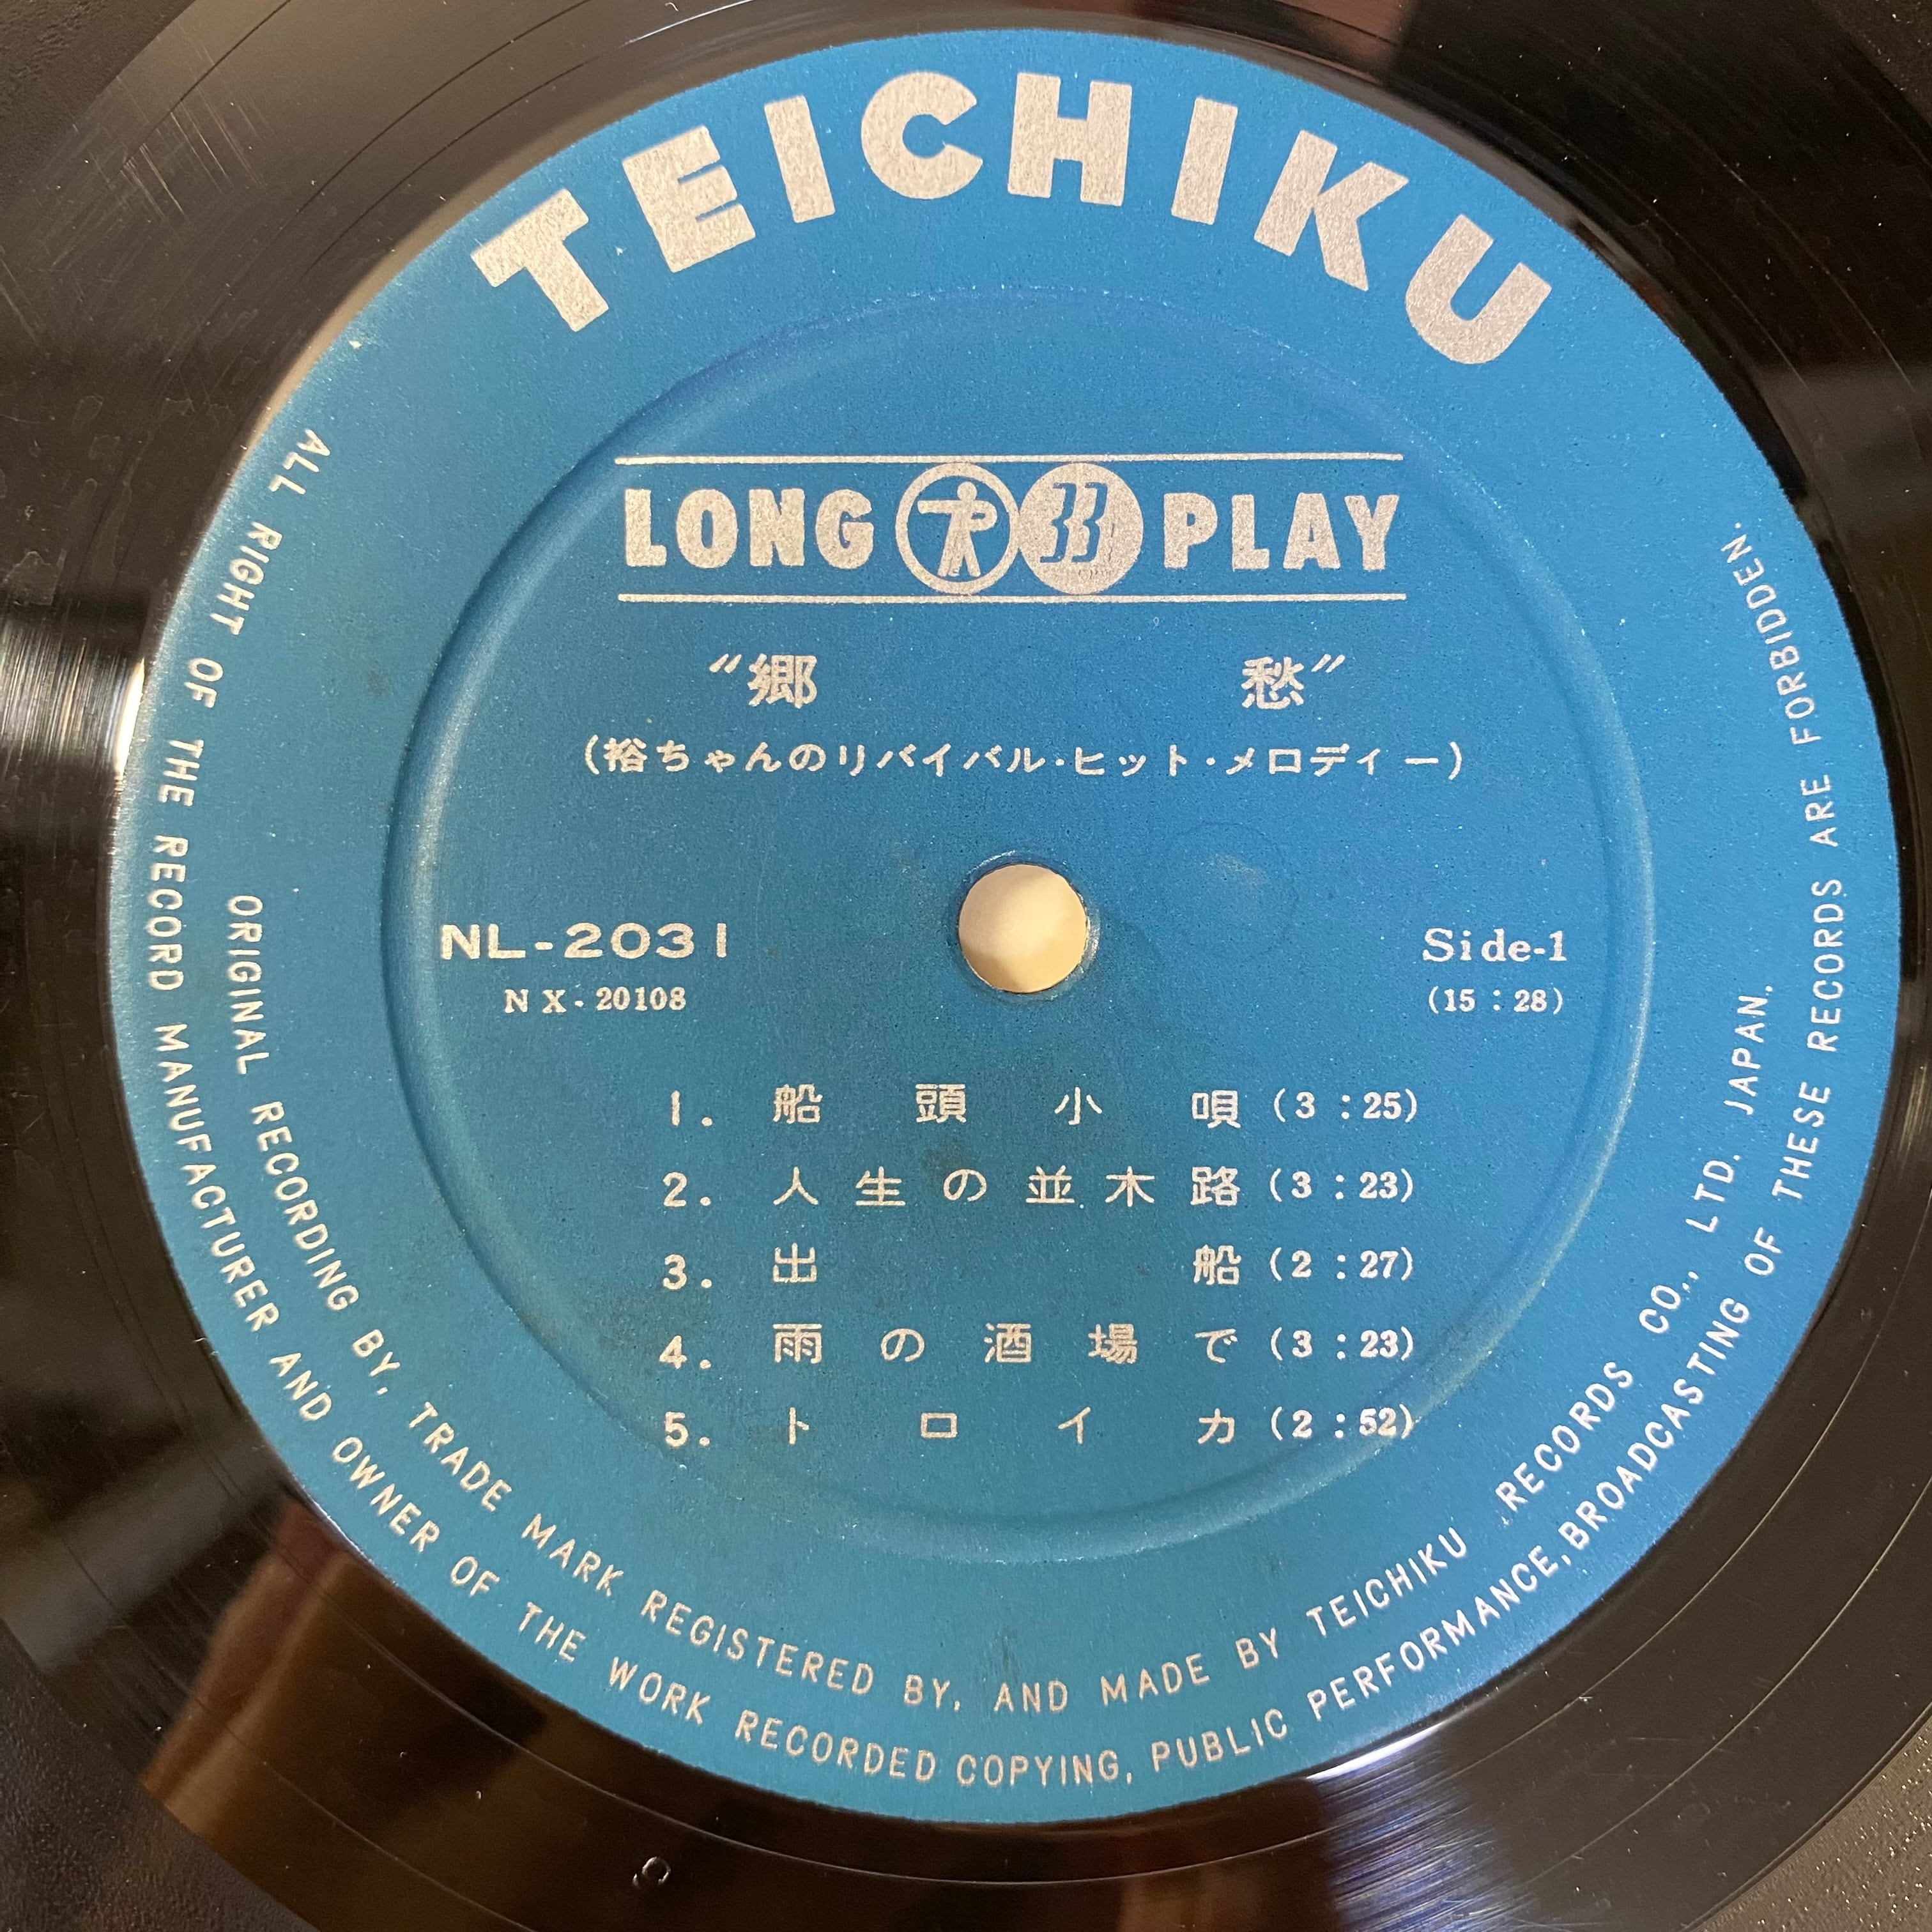 TEICHIKU
LONG 33 PLAY
“郷愁”
(裕ちゃんのリバイバル・ヒット・メロディー)
NL-2031
NX-20108
Side-1
(15:28)
1. 船頭小唄 (3:25)
2. 人生の並木路 (3:23)
3. 出船 (2:27)
4. 雨の酒場で (3:23)
5. トロイカ (2:52)
ORIGINAL RECORDING BY, TRADE MARK REGISTERED BY, AND MADE BY TEICHIKU RECORDS CO., LTD. JAPAN.
ALL RIGHT OF THE RECORD MANUFACTURER AND OWNER OF THE WORK RECORDED COPYING, PUBLIC PERFORMANCE, BROADCASTING OF THESE RECORDS ARE FORBIDDEN.